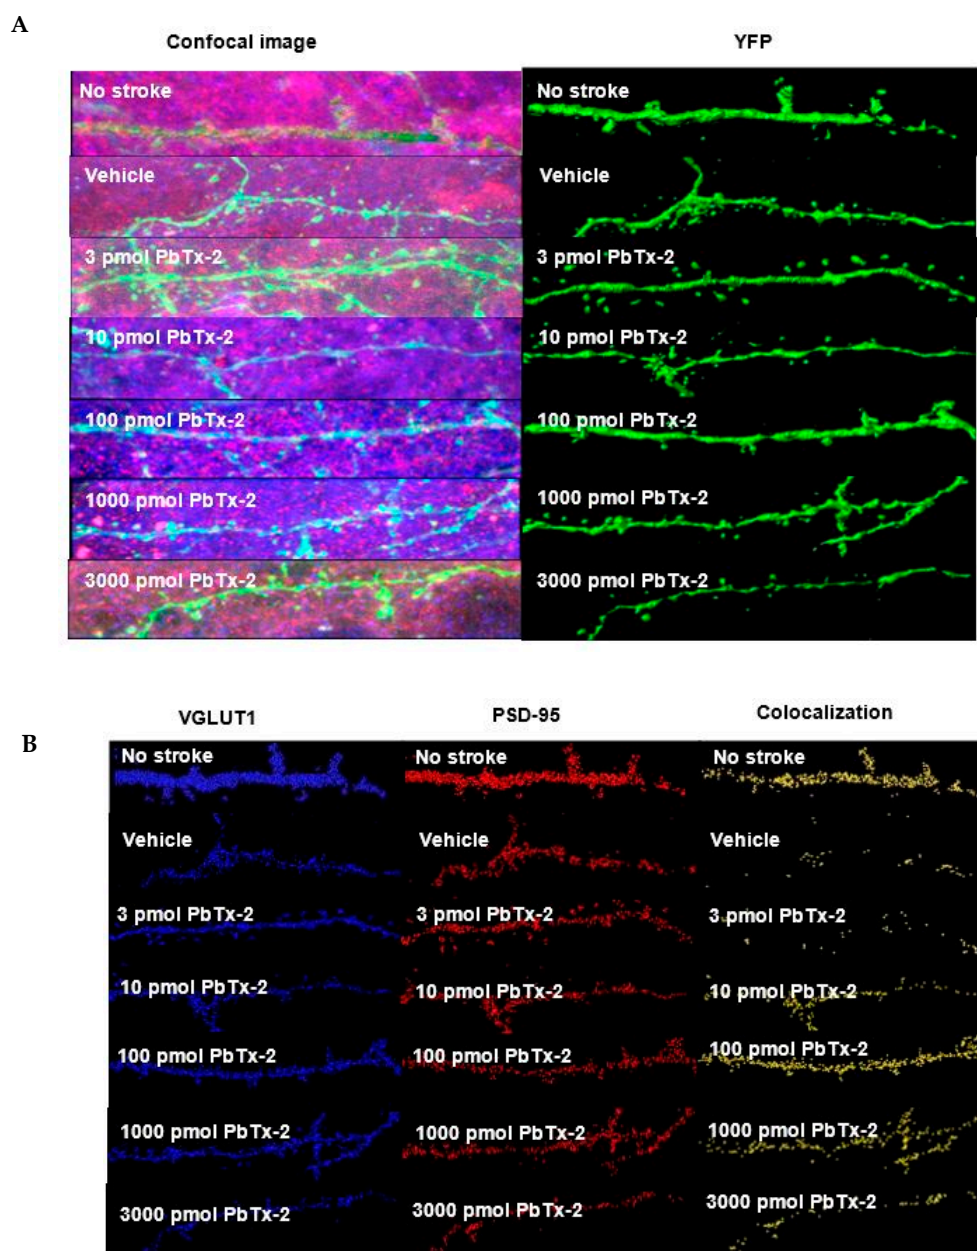 A
Confocal image
YFP
No stroke
No stroke
Vehicle
Vehicle
3 pmol PbTx-2
3 pmol PbTx-2
10 pmol PbTx-2
10 pmol PbTx-2
100 pmol PbTx-2
100 pmol PbTx-2
1000 pmol PbTx-2
1000 pmol PbTx-2
3000 pmol PbTx-2
3000 pmol PbTx-2
B
VGLUT1
PSD-95
Colocalization
No stroke
No stroke
No stroke
Vehicle
Vehicle
Vehicle
3 pmol PbTx-2
3 pmol PbTx-2
3 pmol PbTx-2
10 pmol PbTx-2
10 pmol PbTx-2
10 pmol PbTx-2
100 pmol PbTx-2
100 pmol PbTx-2
100 pmol PbTx-2
1000 pmol PbTx-2
1000 pmol PbTx-2
1000 pmol PbTx-2
3000 pmol PbTx-2
3000 pmol PbTx-2
3000 pmol PbTx-2